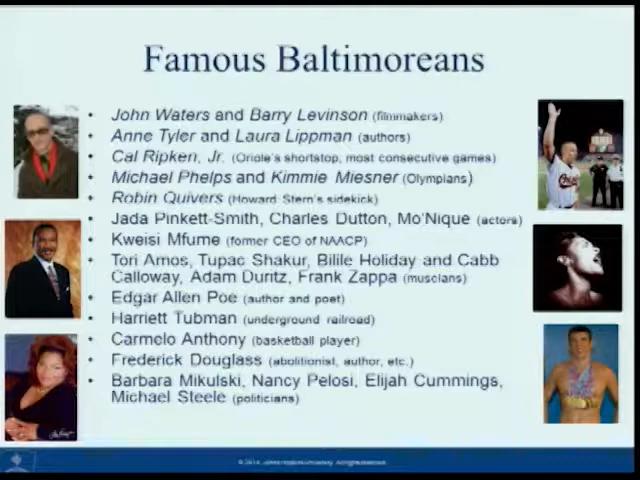 Famous Baltimoreans
• John Waters and Barry Levinson (filmmakers)
• Anne Tyler and Laura Lippman (authors)
• Cal Ripken, Jr. (Oriole's shortstop, most consecutive games)
• Michael Phelps and Kimmie Miesner (Olympians)
• Robin Quivers (Howard Stern's sidekick)
• Jada Pinkett-Smith, Charles Dutton, Mo'Nique (actors)
• Kweisi Mfume (former CEO of NAACP)
• Tori Amos, Tupac Shakur, Bilile Holiday and Cabb
Calloway, Adam Duritz, Frank Zappa (muscians)
• Edgar Allen Poe (author and poet)
• Harriett Tubman (underground railroad)
• Carmelo Anthony (basketball player)
• Frederick Douglass (abolitionist, author, etc.)
• Barbara Mikulski, Nancy Pelosi, Elijah Cummings,
Michael Steele (politicians)